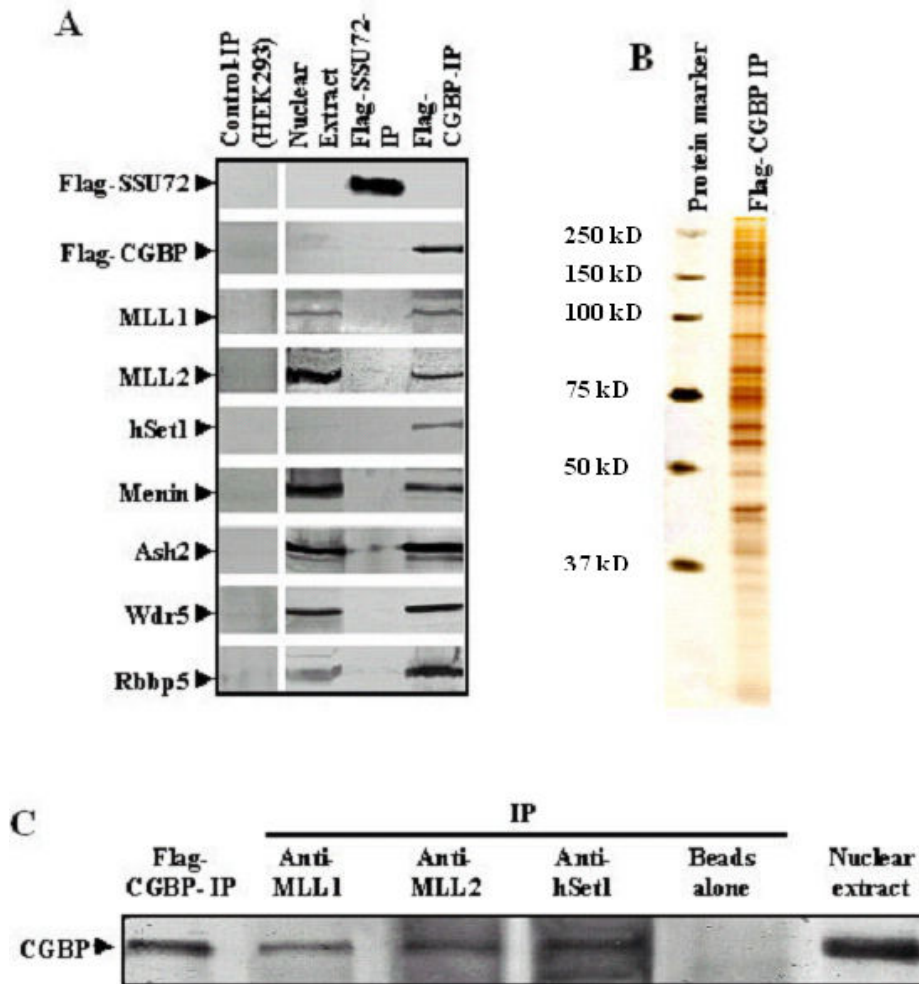 A
Control-IP
(HEK293)
Nuclear
Extract
Flag-SSU72-
IP
Flag-
CGBP-IP
Flag-SSU72
Flag-CGBP
MLL1
MLL2
hSet1
Menin
Ash2
Wdr5
Rbbp5
B
Protein marker
Flag-CGBP IP
250 kD
150 kD
100 kD
75 kD
50 kD
37 kD
C
IP
Flag-
CGBP-IP
Anti-
MLL1
Anti-
MLL2
Anti-
hSet1
Beads
alone
Nuclear
extract
CGBP